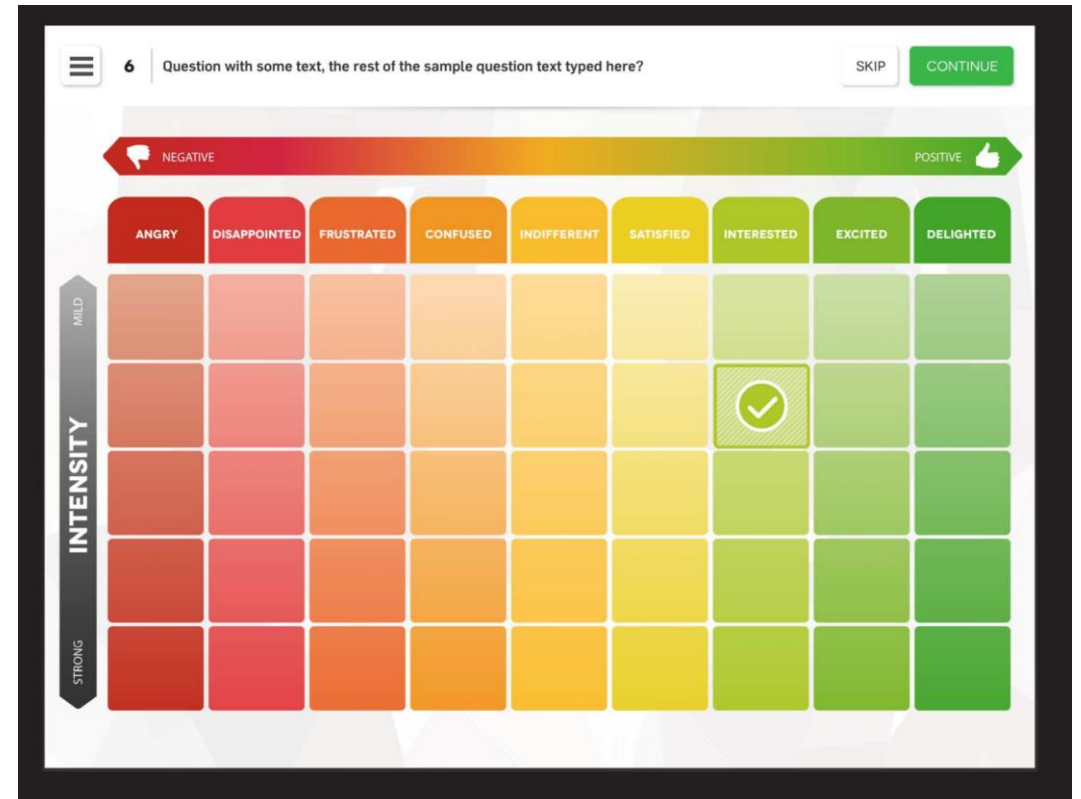 6 Question with some text, the rest of the sample question text typed here?
SKIP
CONTINUE
NEGATIVE
POSITIVE
ANGRY DISAPPOINTED FRUSTRATED CONFUSED INDIFFERENT SATISFIED INTERESTED EXCITED DELIGHTED
MILD
INTENSITY
STRONG